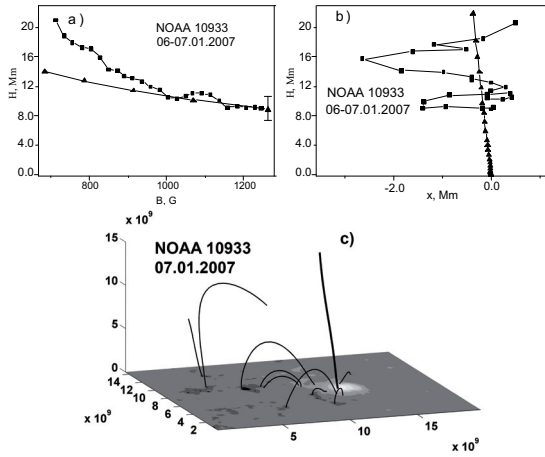 a )
NOAA 10933
06-07.01.2007
H, Mm
20
16
12
8.0
4.0
0.0
800
1000
1200
B, G
b )
NOAA 10933
06-07.01.2007
H, Mm
20
16
12
8.0
4.0
0.0
-2.0
0.0
x, Mm
c)
NOAA 10933
07.01.2007
x 10⁹
15
10
5
0
14
12
10
8
6
4
2
x 10⁹
5
10
15
x 10⁹